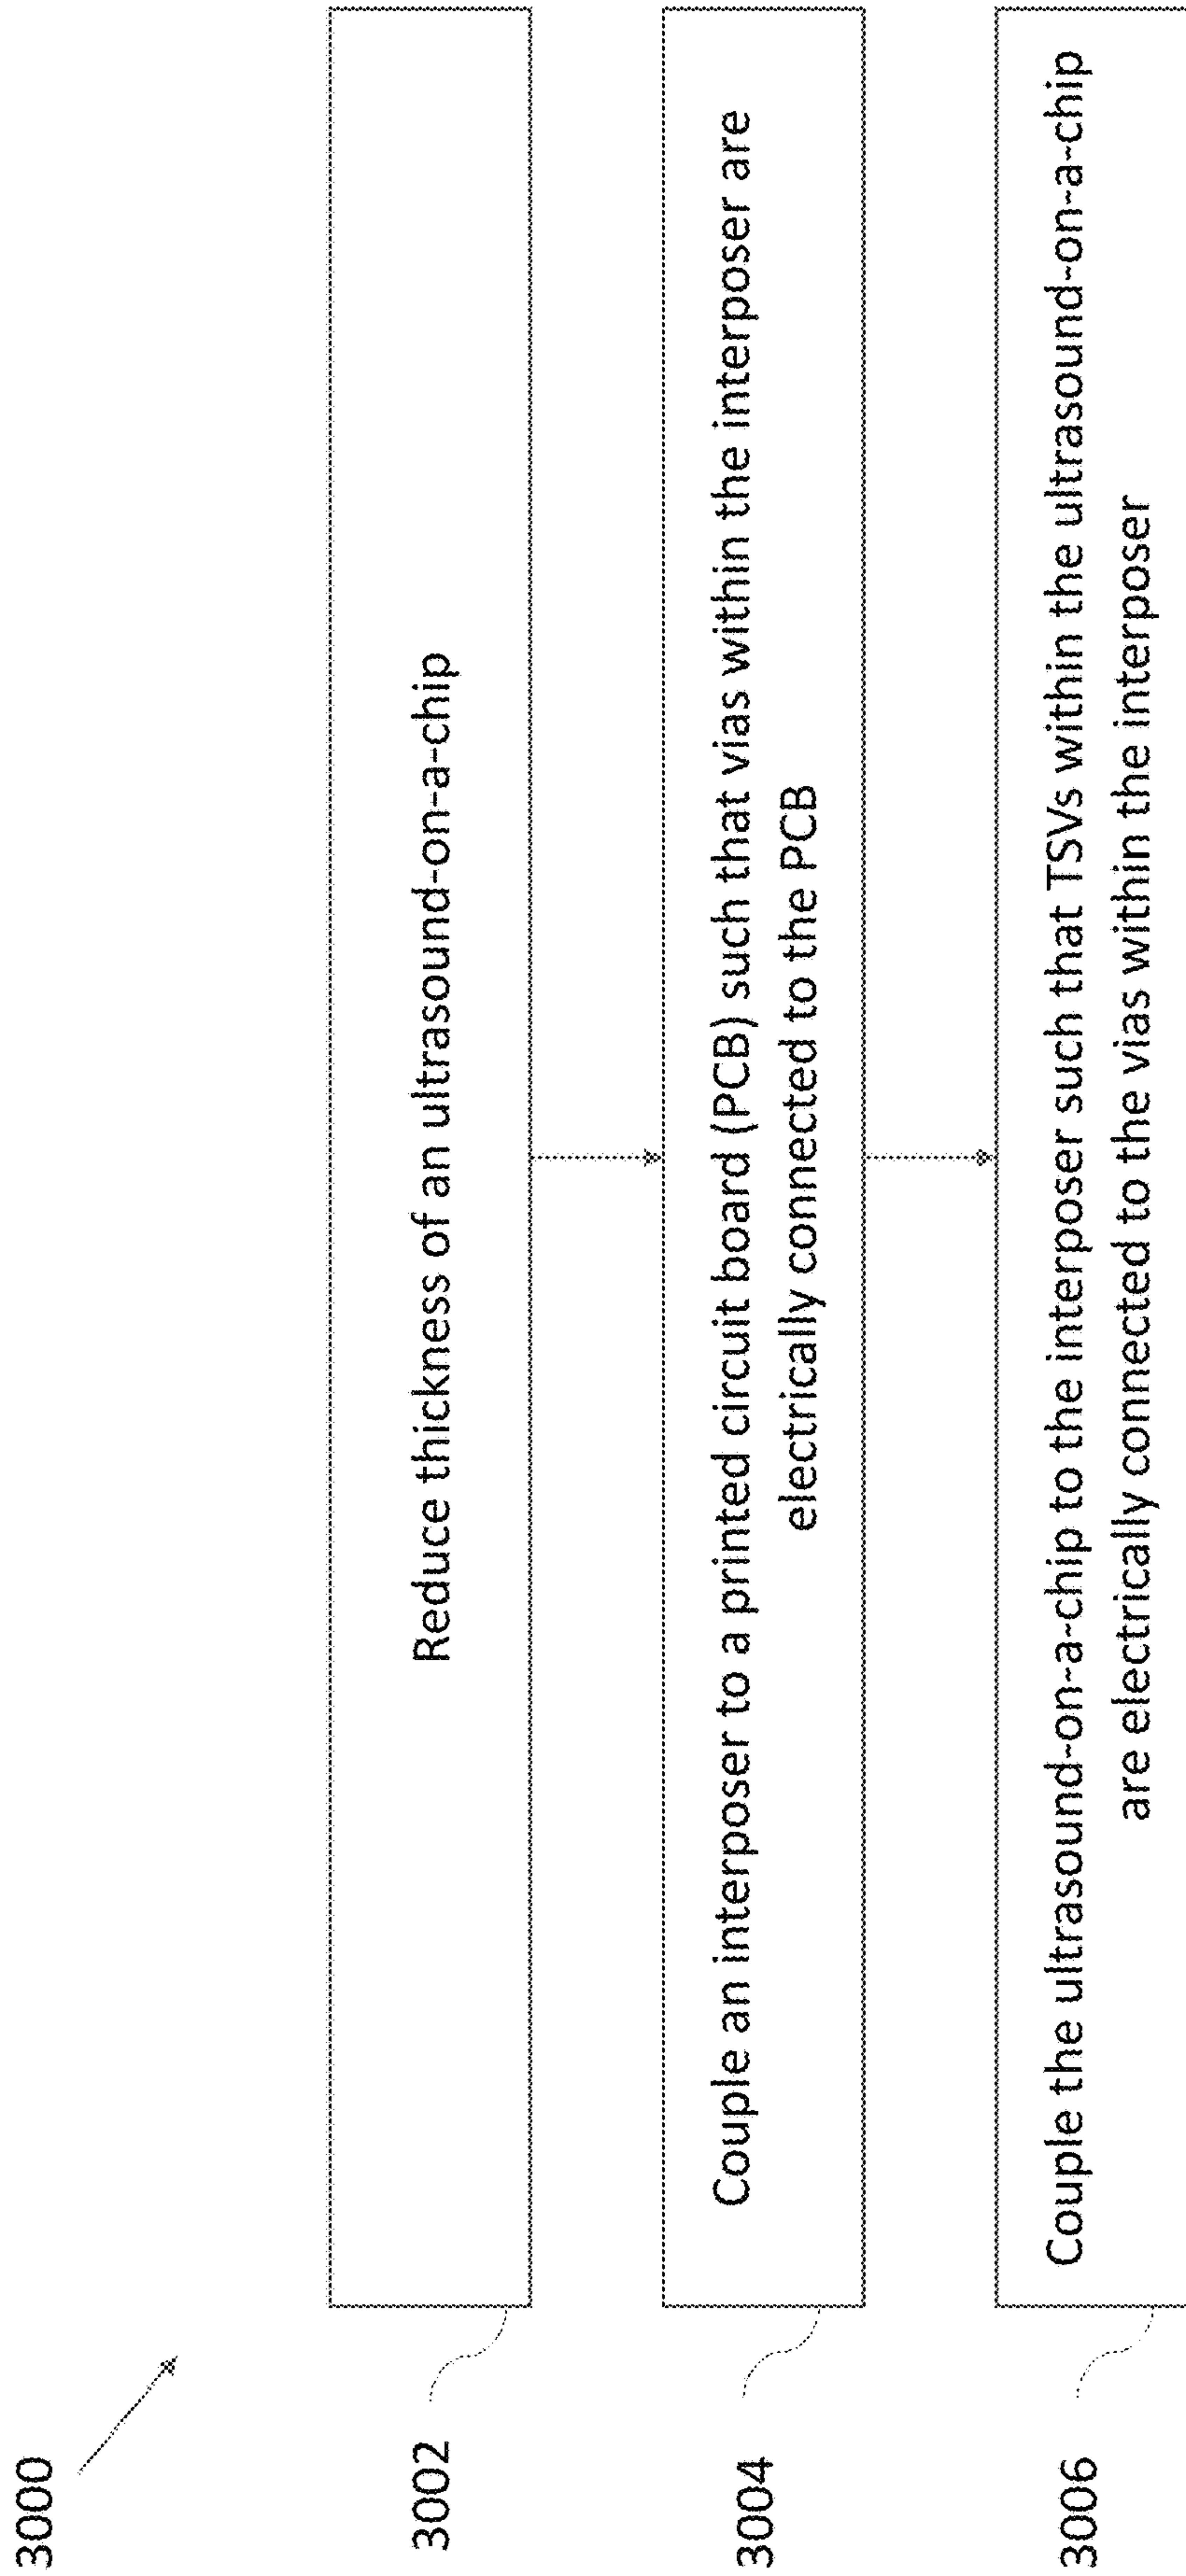 3000
3002
Reduce thickness of an ultrasound-on-a-chip
3004
Couple an interposer to a printed circuit board (PCB) such that vias within the interposer are
electrically connected to the PCB
3006
Couple the ultrasound-on-a-chip to the interposer such that TSVs within the ultrasound-on-a-chip
are electrically connected to the vias within the interposer